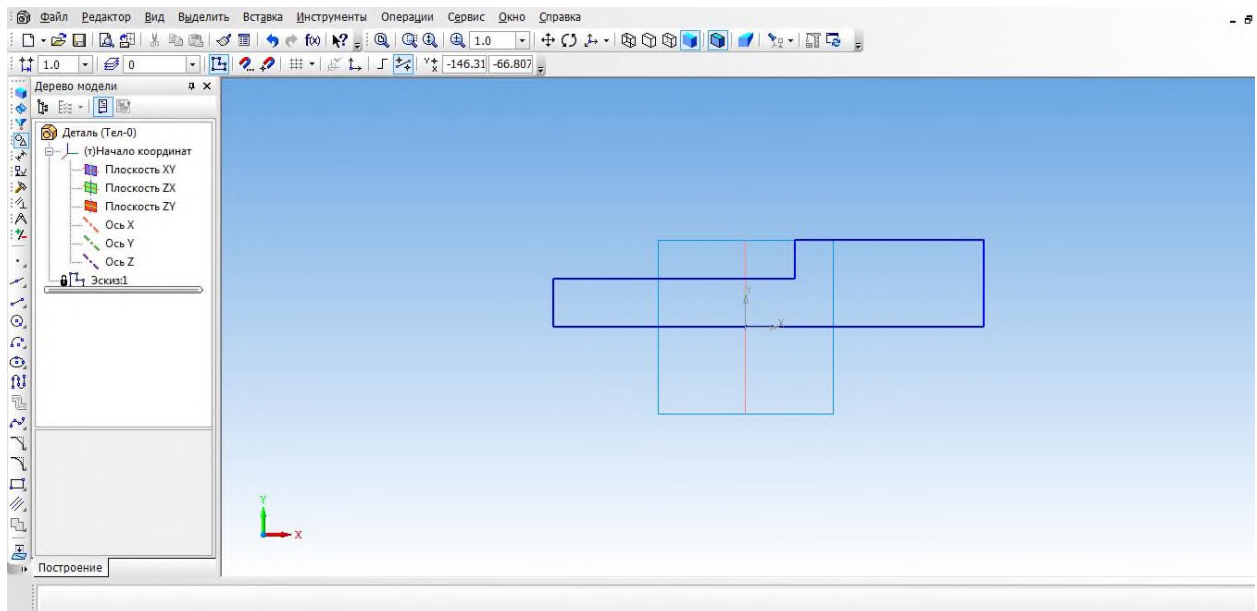 Файл Редактор Вид Выделить Вставка Инструменты Операции Сервис Окно Справка
f(x) 1.0
1.0 0 -146.31 -66.807
Дерево модели
Деталь (Тел-0)
(т)Начало координат
Плоскость XY
Плоскость ZX
Плоскость ZY
Ось X
Ось Y
Ось Z
Эскиз:1
Y
X
Y
X
Построение